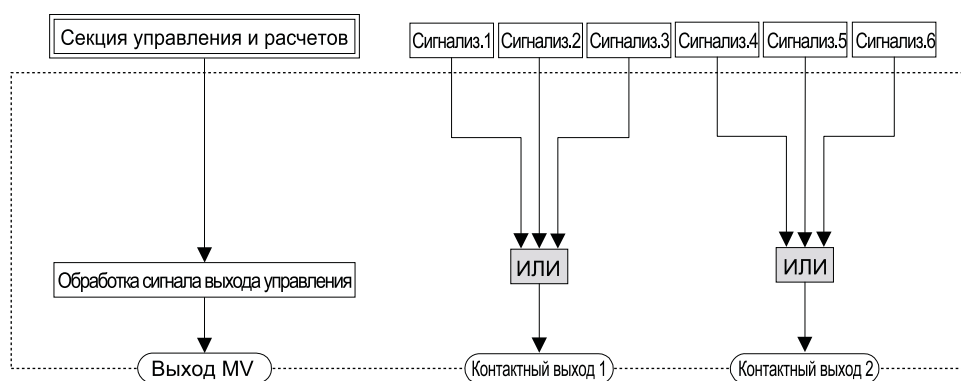 Секция управления и расчетов
Сигнализ.1
Сигнализ.2
Сигнализ.3
Сигнализ.4
Сигнализ.5
Сигнализ.6
Обработка сигнала выхода управления
ИЛИ
ИЛИ
Выход MV
Контактный выход 1
Контактный выход 2